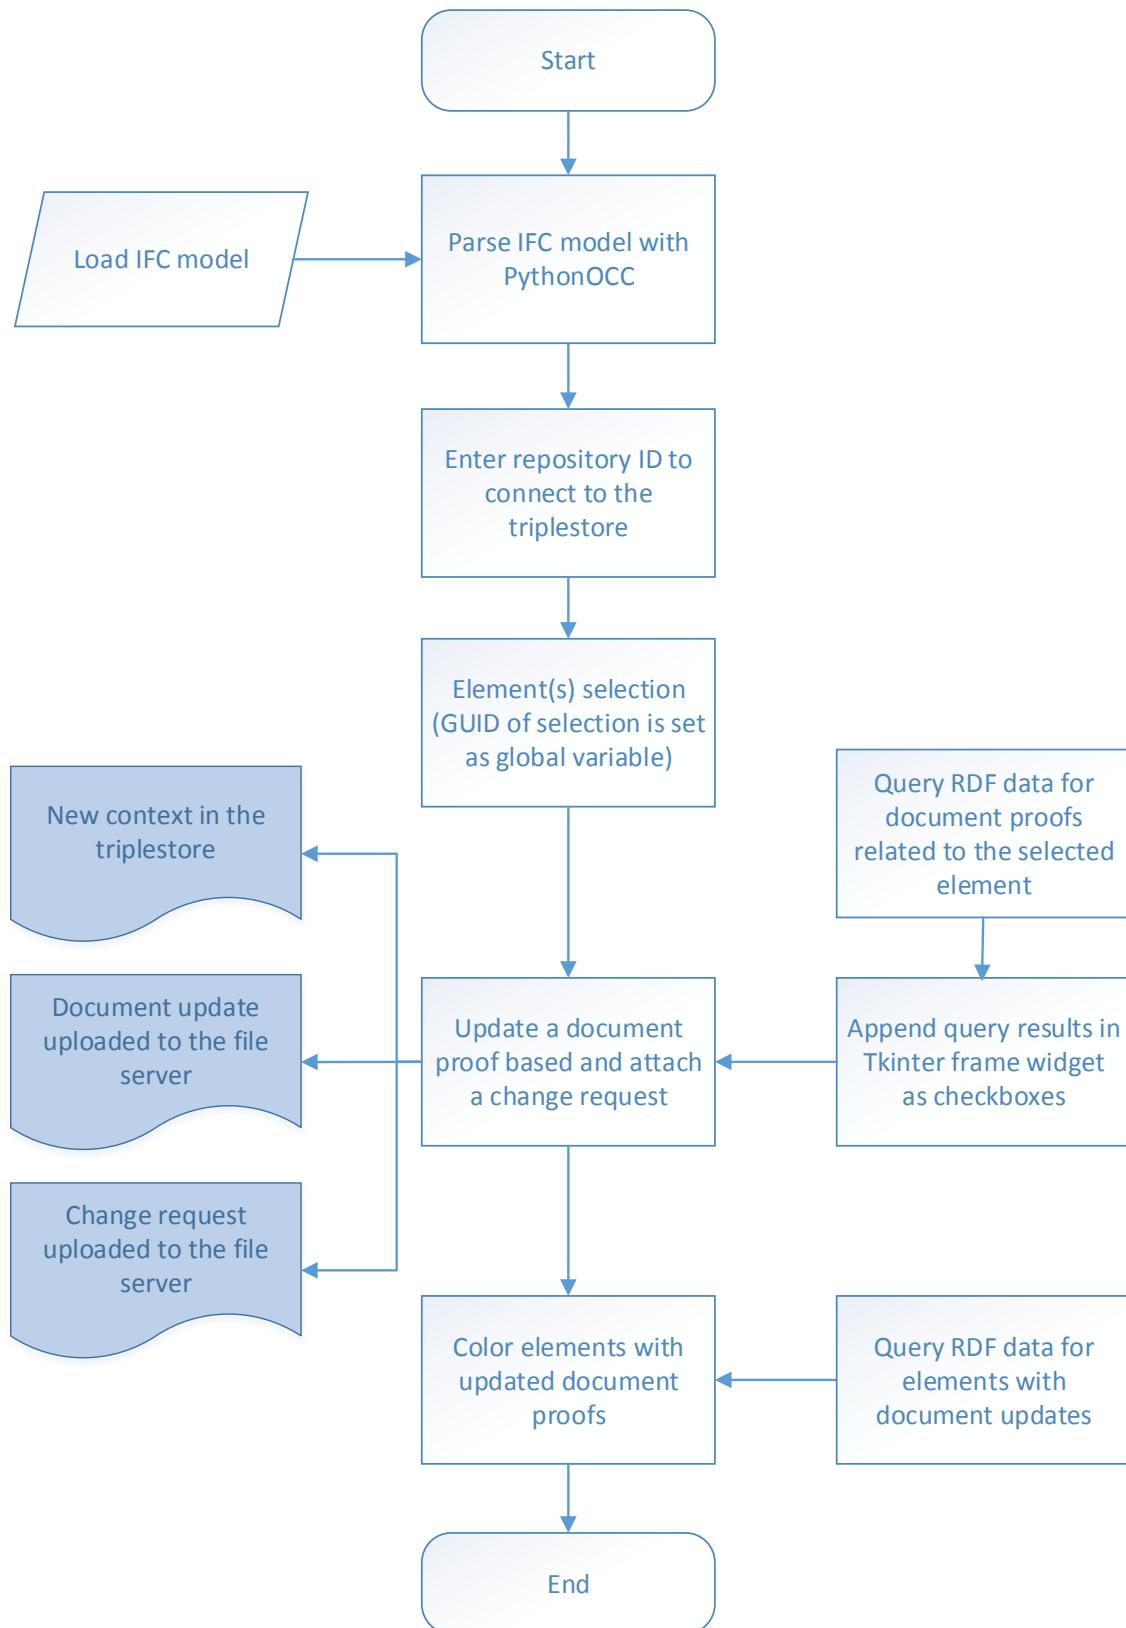 Start
Load IFC model
Parse IFC model with
PythonOCC
Enter repository ID to
connect to the
triplestore
Element(s) selection
(GUID of selection is set
as global variable)
Query RDF data for
document proofs
related to the selected
element
New context in the
triplestore
Document update
uploaded to the file
server
Update a document
proof based and attach
a change request
Append query results in
Tkinter frame widget
as checkboxes
Change request
uploaded to the file
server
Color elements with
updated document
proofs
Query RDF data for
elements with
document updates
End